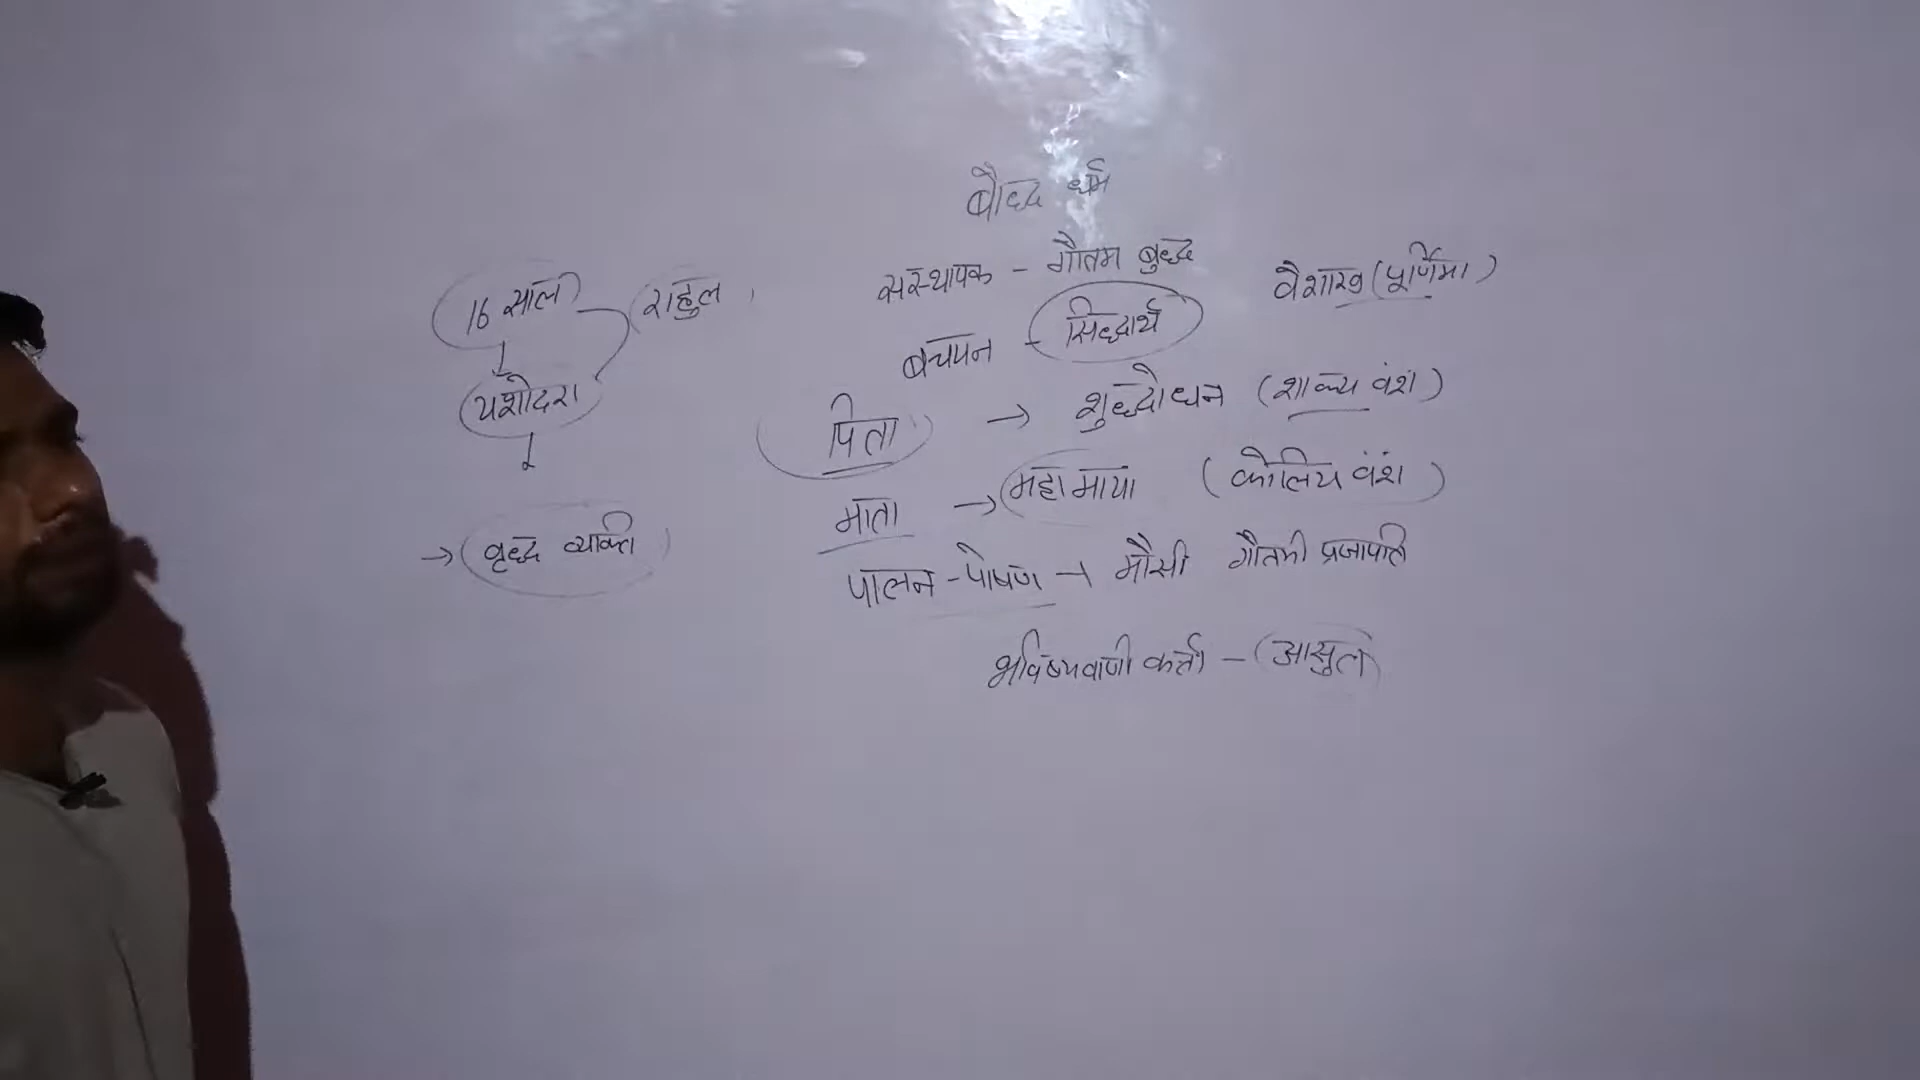 बौद्ध धर्म
संस्थापक - गौतम बुद्ध
वैशाख (पूर्णिमा)
बचपन - सिद्धार्थ
पिता → शुद्धोधन (शाक्य वंश)
माता → महामाया (कोलिय वंश)
पालन-पोषण → मौसी गौतमी प्रजापति
भविष्यवाणी कर्ता - (आसुल)
16 साल
राहुल
यशोदरा
→ वृद्ध व्यक्ति